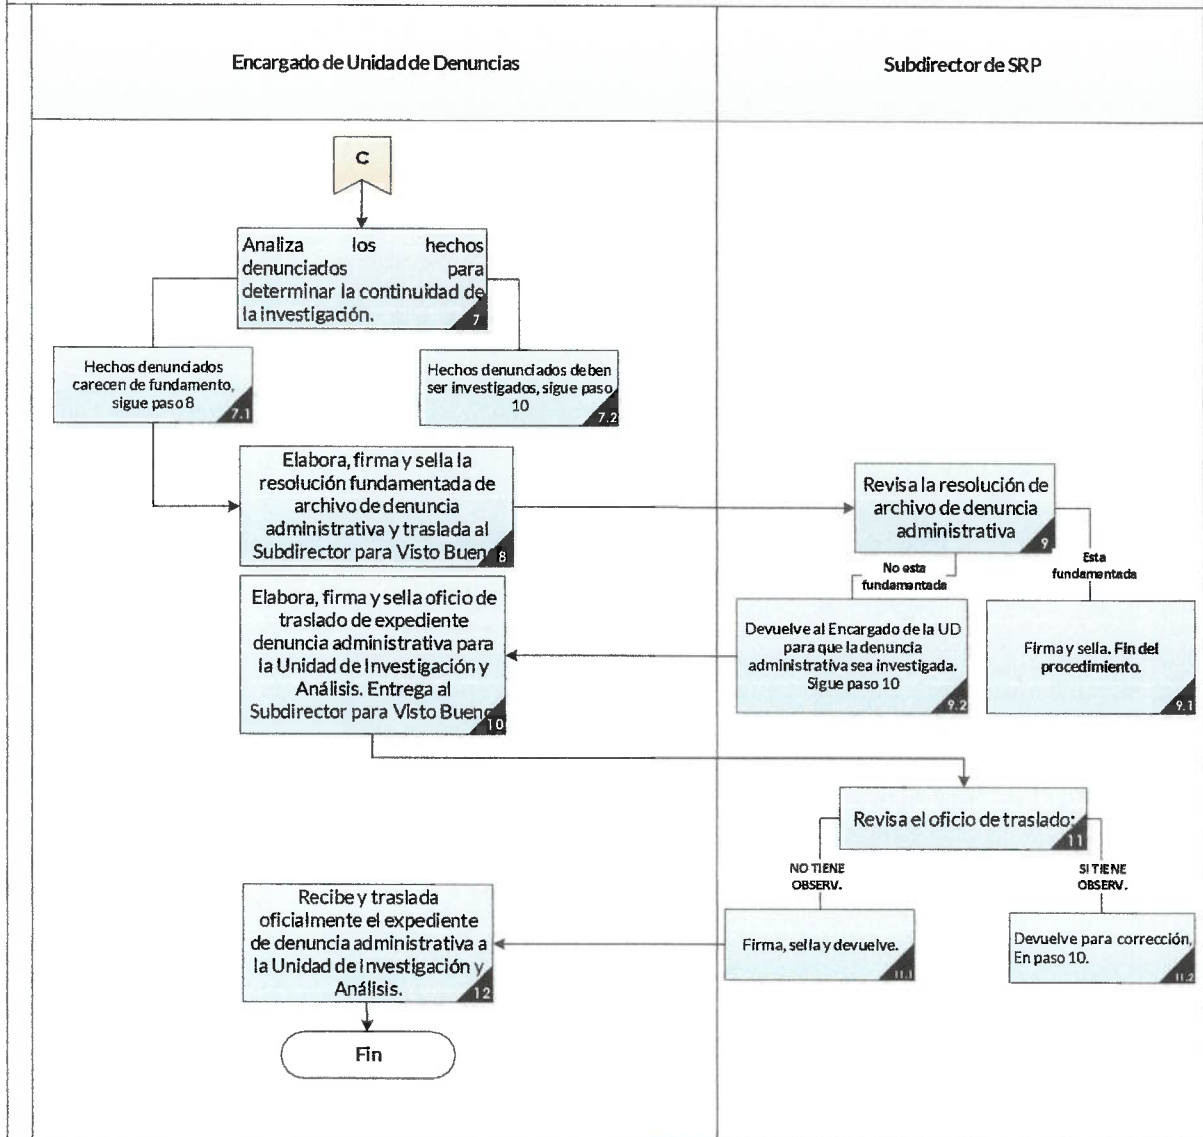 Encargado de Unidad de Denuncias
Subdirector de SRP
C
Analiza los hechos
denunciados para
determinar la continuidad de
la investigación.
7
Hechos denunciados
carecen de fundamento,
sigue paso 8
7.1
Hechos denunciados deben
ser investigados, sigue paso
10
7.2
Elabora, firma y sella la
resolución fundamentada de
archivo de denuncia
administrativa y traslada al
Subdirector para Visto Buen
8
Revisa la resolución de
archivo de denuncia
administrativa
9
No esta
fundamentada
Esta
fundamentada
Elabora, firma y sella oficio de
traslado de expediente
denuncia administrativa para
la Unidad de Investigación y
Análisis. Entrega al
Subdirector para Visto Bueno
10
Devuelve al Encargado de la UD
para que la denuncia
administrativa sea investigada.
Sigue paso 10
9.2
Firma y sella. Fin del
procedimiento.
9.1
Revisa el oficio de traslado:
11
NO TIENE
OBSERV.
SI TIENE
OBSERV.
Recibe y traslada
oficialmente el expediente
de denuncia administrativa a
la Unidad de Investigación y
Análisis.
12
Firma, sella y devuelve.
11.1
Devuelve para corrección,
En paso 10.
11.2
Fin